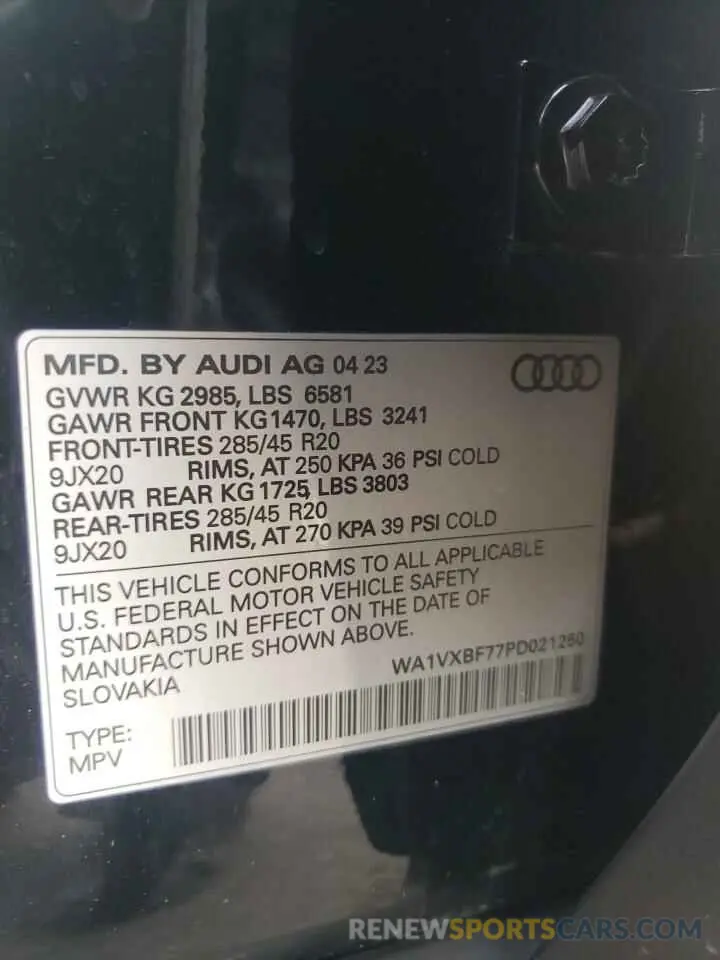 MFD. BY AUDI AG 04 23
GVWR KG 2985, LBS 6581
GAWR FRONT KG1470, LBS 3241
FRONT-TIRES 285/45 R20
9JX20 RIMS, AT 250 KPA 36 PSI COLD
GAWR REAR KG 1725, LBS 3803
REAR-TIRES 285/45 R20
9JX20 RIMS, AT 270 KPA 39 PSI COLD
THIS VEHICLE CONFORMS TO ALL APPLICABLE
U.S. FEDERAL MOTOR VEHICLE SAFETY
STANDARDS IN EFFECT ON THE DATE OF
MANUFACTURE SHOWN ABOVE.
WA1VXBF77PD021250
SLOVAKIA
TYPE:
MPV
RENEWSPORTSCARS.COM